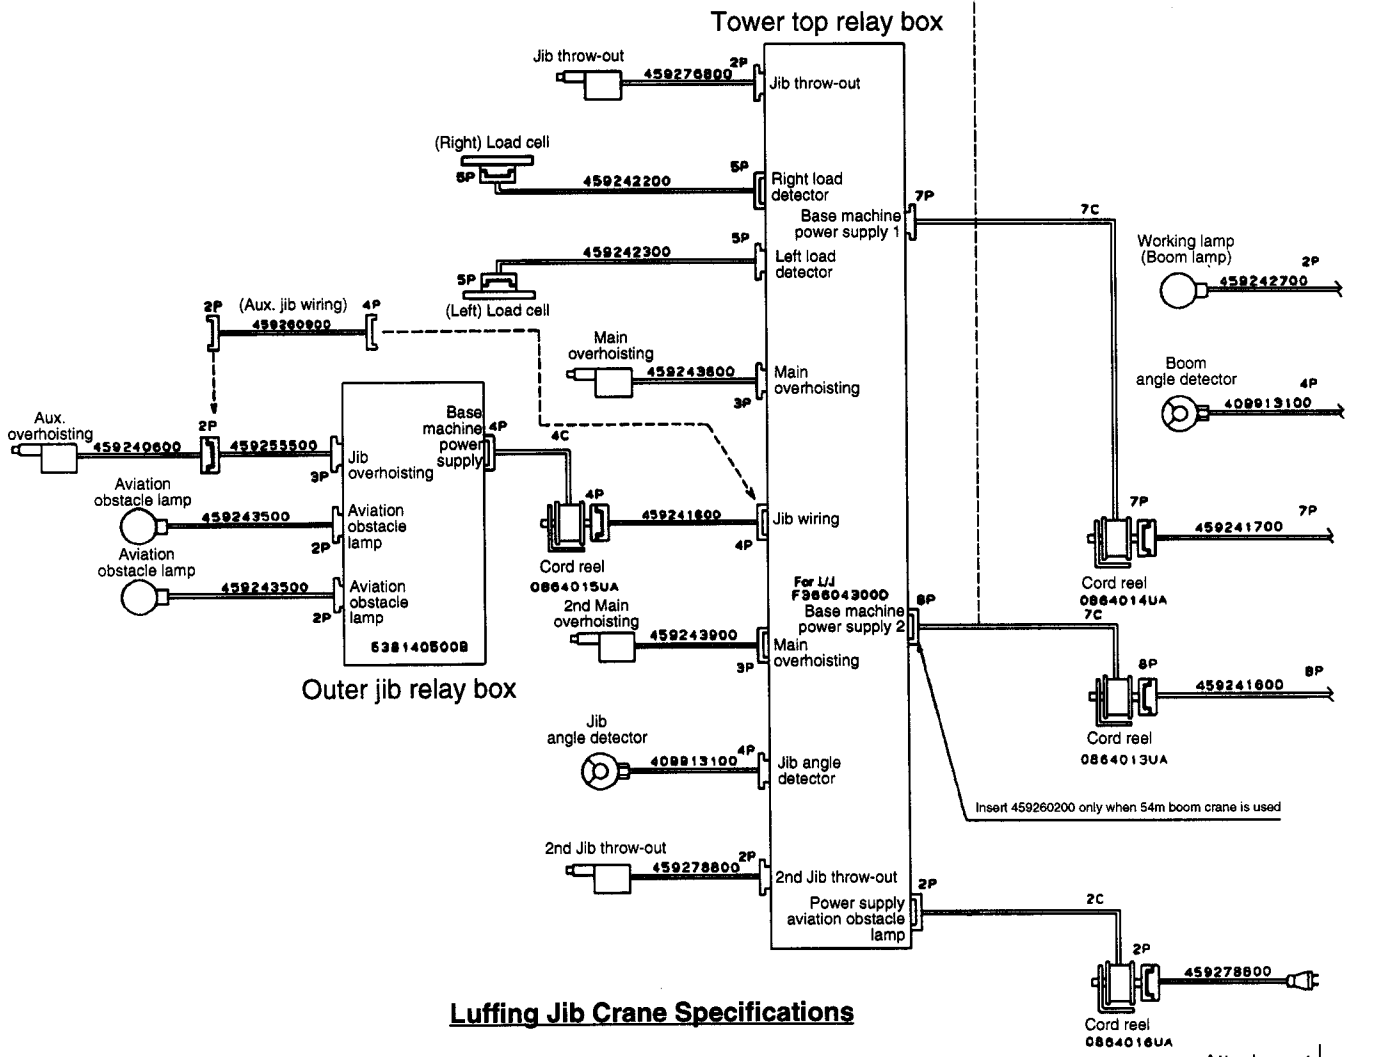 Tower top relay box
Jib throw-out
459276800
2P
Jib throw-out
(Right) Load cell
5P
459242200
5P
Right load
detector
7P
Base machine
power supply 1
7C
459242300
5P
Left load
detector
5P
(Left) Load cell
Working lamp
(Boom lamp)
459242700
2P
2P
(Aux. jib wiring)
4P
459260900
Main
overhoisting
459243600
3P
Main
overhoisting
Boom
angle detector
409913100
4P
Aux.
overhoisting
459240600
2P
459255500
3P
Jib
overhoisting
Base
machine
power
supply
4P
4C
Aviation
obstacle lamp
459243500
2P
Aviation
obstacle
lamp
Aviation
obstacle lamp
459243500
2P
Aviation
obstacle
lamp
538140500B
Outer jib relay box
4P
459241600
4P
Jib wiring
Cord reel
0864015UA
7P
459241700
7P
Cord reel
0864014UA
For L/J
F366043000
Base machine
power supply 2
8P
7C
2nd Main
overhoisting
459243900
3P
Main
overhoisting
8P
459241600
8P
Cord reel
0864013UA
Jib
angle detector
409913100
4P
Jib angle
detector
Insert 459260200 only when 54m boom crane is used
2nd Jib throw-out
459278800
2P
2nd Jib throw-out
Power supply
aviation obstacle
lamp
2P
2C
2P
459278800
Cord reel
0864016UA
Luffing Jib Crane Specifications